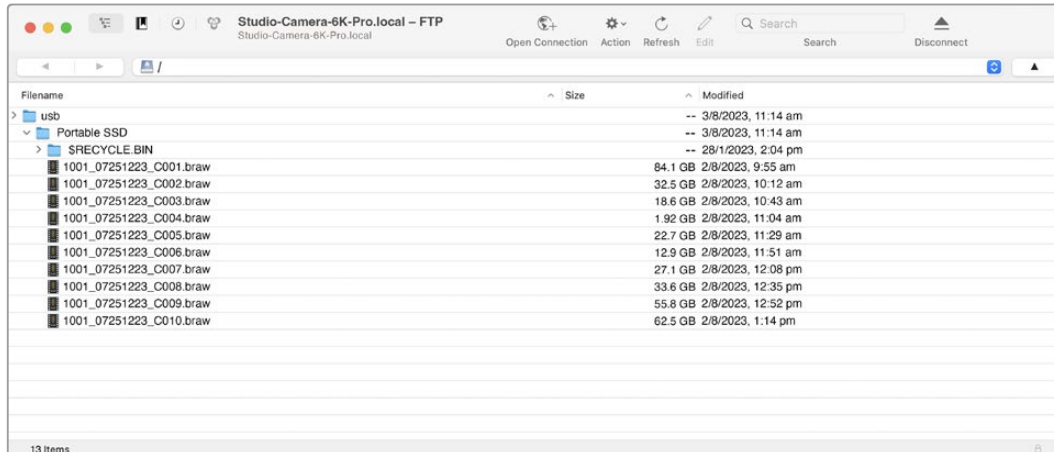 Studio-Camera-6K-Pro.local – FTP
Studio-Camera-6K-Pro.local
Open Connection Action Refresh Edit Search Search Disconnect
/
Filename Size Modified
usb -- 3/8/2023, 11:14 am
Portable SSD -- 3/8/2023, 11:14 am
$RECYCLE.BIN -- 28/1/2023, 2:04 pm
1001_07251223_C001.braw 84.1 GB 2/8/2023, 9:55 am
1001_07251223_C002.braw 32.5 GB 2/8/2023, 10:12 am
1001_07251223_C003.braw 18.6 GB 2/8/2023, 10:43 am
1001_07251223_C004.braw 1.92 GB 2/8/2023, 11:04 am
1001_07251223_C005.braw 22.7 GB 2/8/2023, 11:29 am
1001_07251223_C006.braw 12.9 GB 2/8/2023, 11:51 am
1001_07251223_C007.braw 27.1 GB 2/8/2023, 12:08 pm
1001_07251223_C008.braw 33.6 GB 2/8/2023, 12:35 pm
1001_07251223_C009.braw 55.8 GB 2/8/2023, 12:52 pm
1001_07251223_C010.braw 62.5 GB 2/8/2023, 1:14 pm
13 Items